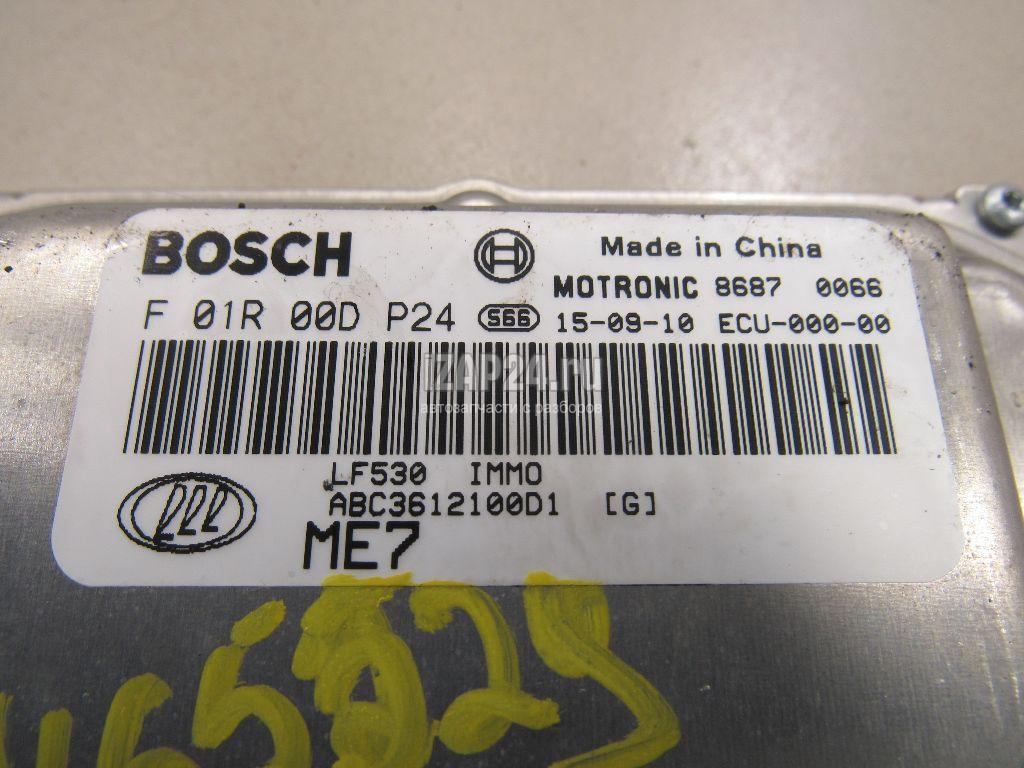 BOSCH
Made in China
MOTRONIC 8687 0066
F 01R 00D P24 S66 15-09-10 ECU-000-00
iZAP24.ru
автозапчасти с разборов
LF530 IMMO
ABC3612100D1 [G]
ME7